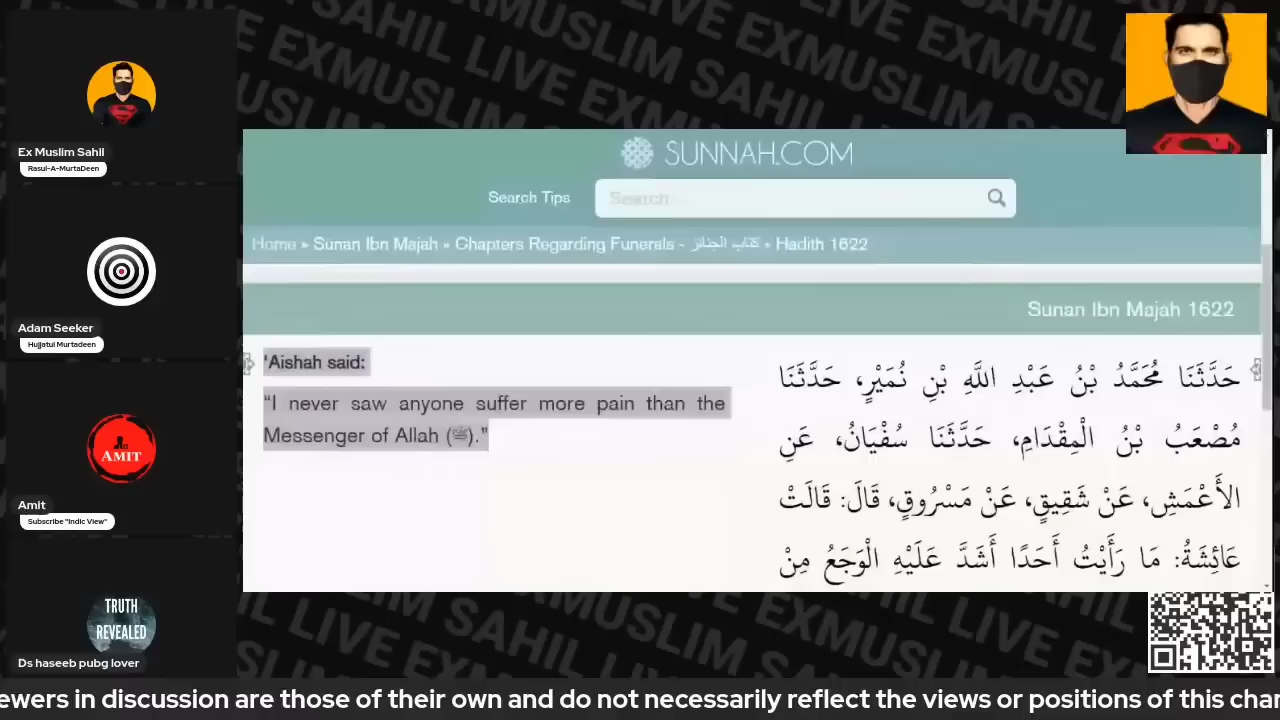 Ex Muslim Sahil
Rasul-A-MurtaDeen
Adam Seeker
Hujjatul Murtadeen
AMIT
Amit
Subscribe "Indic View"
TRUTH
REVEALED
Ds haseeb pubg lover
SUNNAH.COM
Search Tips
Search ...
Home » Sunan Ibn Majah » Chapters Regarding Funerals - كتاب الجنائز » Hadith 1622
Sunan Ibn Majah 1622
'Aishah said:
"I never saw anyone suffer more pain than the
Messenger of Allah (ﷺ)."
حَدَّثَنَا مُحَمَّدُ بْنُ عَبْدِ اللَّهِ بْنِ نُمَيْرٍ، حَدَّثَنَا
مُصْعَبُ بْنُ الْمِقْدَامِ، حَدَّثَنَا سُفْيَانُ، عَنِ
الأَعْمَشِ، عَنْ شَقِيقٍ، عَنْ مَسْرُوقٍ، قَالَ: قَالَتْ
عَائِشَةُ: مَا رَأَيْتُ أَحَدًا أَشَدَّ عَلَيْهِ الْوَجَعُ مِنْ
EXMUSLIM SAHIL LIVE
ewers in discussion are those of their own and do not necessarily reflect the views or positions of this char